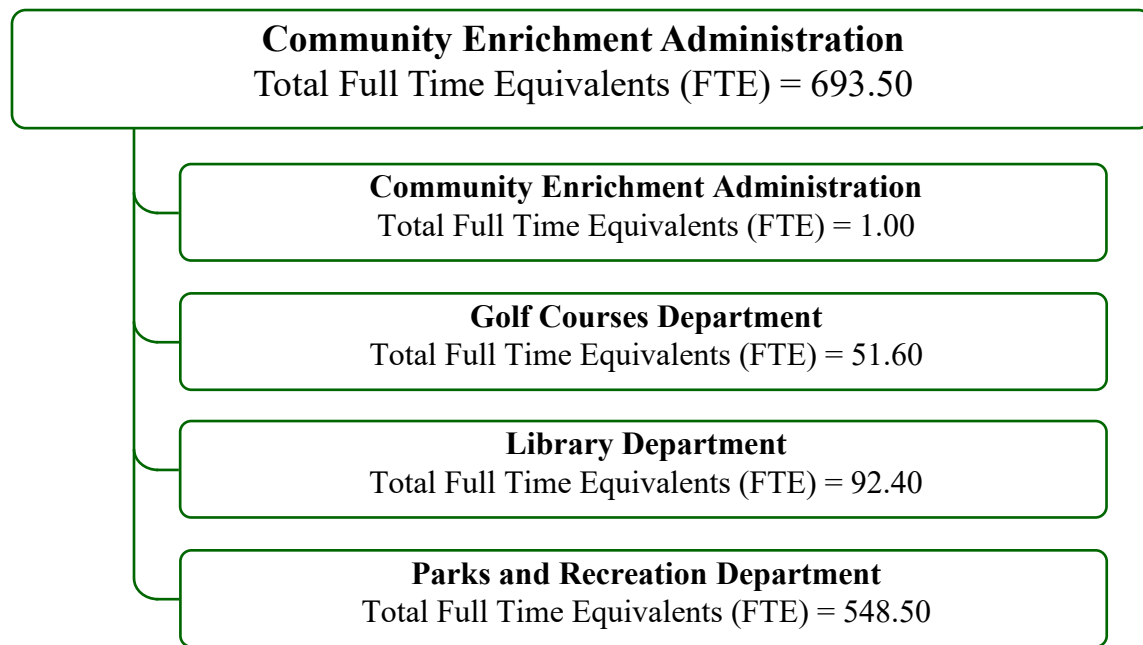 Community Enrichment Administration
Total Full Time Equivalents (FTE) = 693.50
Community Enrichment Administration
Total Full Time Equivalents (FTE) = 1.00
Golf Courses Department
Total Full Time Equivalents (FTE) = 51.60
Library Department
Total Full Time Equivalents (FTE) = 92.40
Parks and Recreation Department
Total Full Time Equivalents (FTE) = 548.50